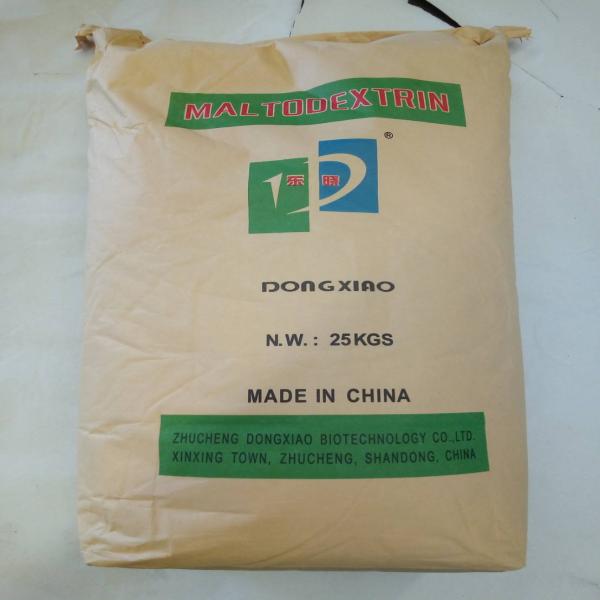 MALTODEXTRIN
®
东晓
DONGXIAO
N.W.: 25KGS
MADE IN CHINA
ZHUCHENG DONGXIAO BIOTECHNOLOGY CO.,LTD.
XINXING TOWN, ZHUCHENG, SHANDONG, CHINA